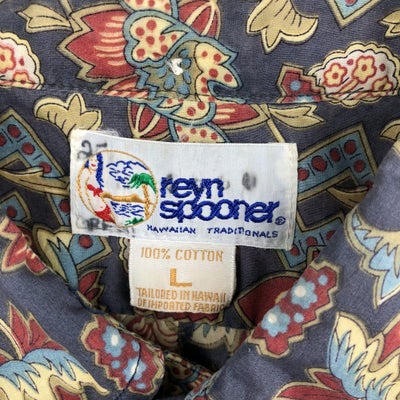 reyn
spooner®
HAWAIIAN TRADITIONALS
100% COTTON
L
TAILORED IN HAWAII
OF IMPORTED FABRIC